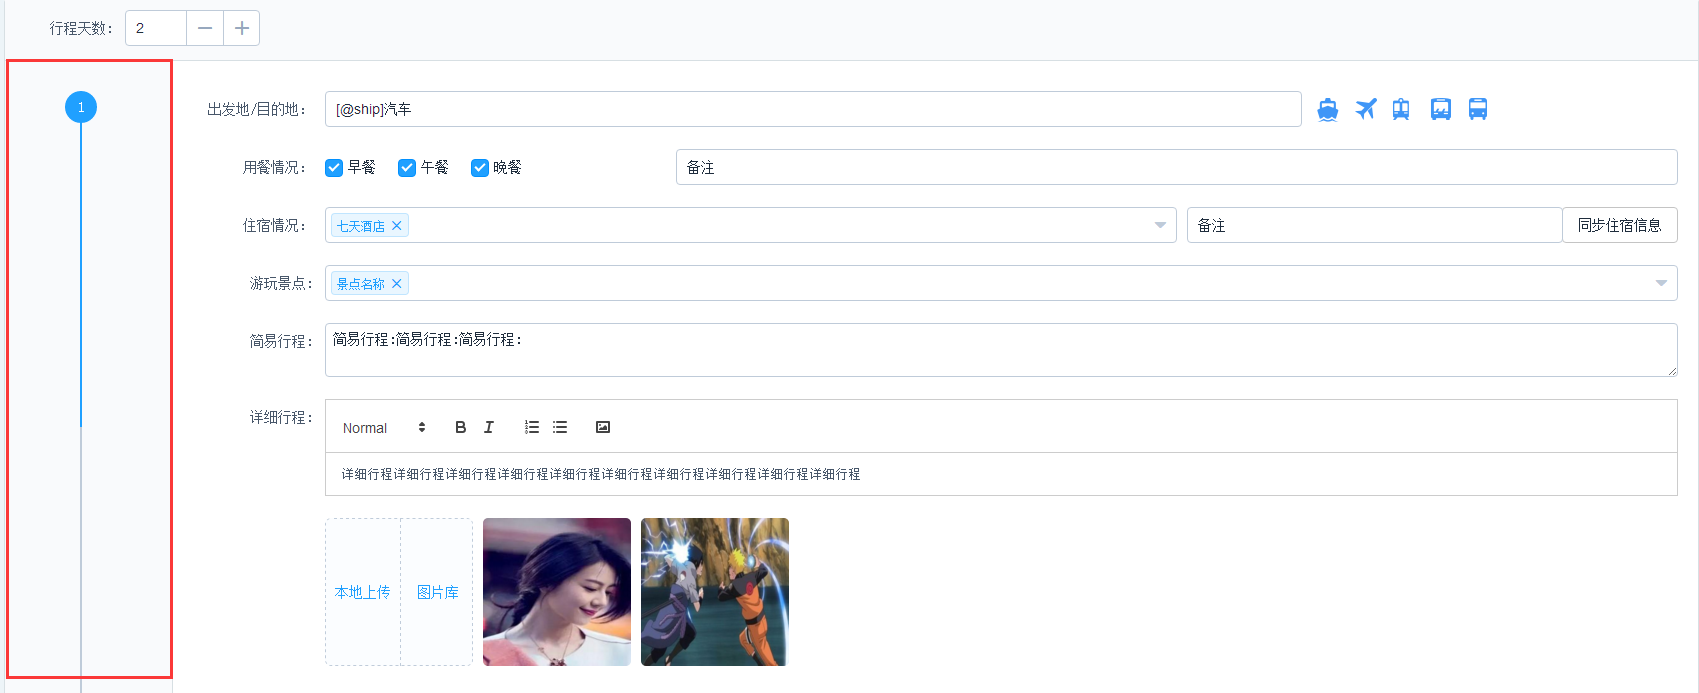 行程天数： 2
1
出发地/目的地： [@ship]汽车
用餐情况： 早餐 午餐 晚餐 备注
住宿情况： 七天酒店 备注 同步住宿信息
游玩景点： 景点名称
简易行程： 简易行程:简易行程:简易行程:
详细行程： Normal B I
详细行程详细行程详细行程详细行程详细行程详细行程详细行程详细行程详细行程详细行程
本地上传 图片库